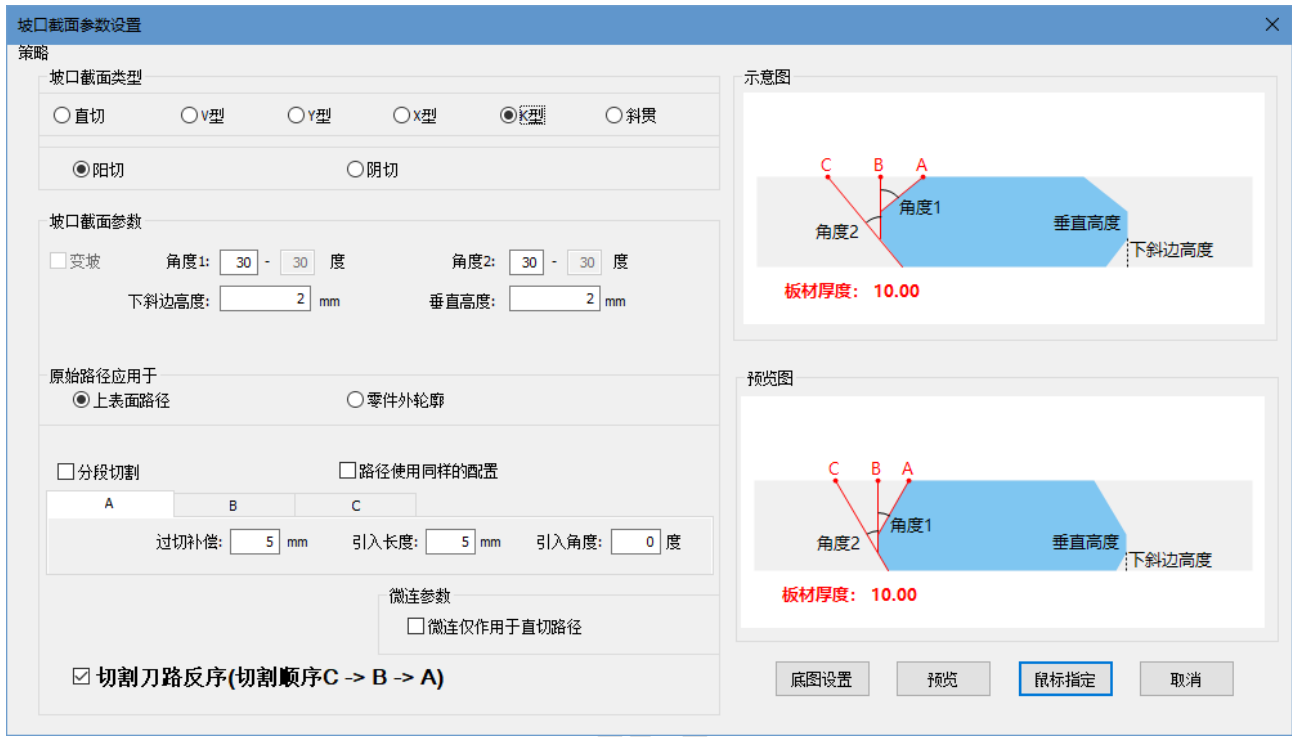 坡口截面参数设置
策略
坡口截面类型
直切 V型 Y型 X型 K型 斜贯
阳切 阴切
坡口截面参数
变坡 角度1: 30 - 30 度 角度2: 30 - 30 度
下斜边高度: 2 mm 垂直高度: 2 mm
原始路径应用于
上表面路径 零件外轮廓
分段切割 路径使用同样的配置
A B C
过切补偿: 5 mm 引入长度: 5 mm 引入角度: 0 度
微连参数
微连仅作用于直切路径
切割刀路反序(切割顺序C -> B -> A)
示意图
C B A
角度1
角度2
垂直高度
下斜边高度
板材厚度： 10.00
预览图
C B A
角度1
角度2
垂直高度
下斜边高度
板材厚度： 10.00
底图设置 预览 鼠标指定 取消